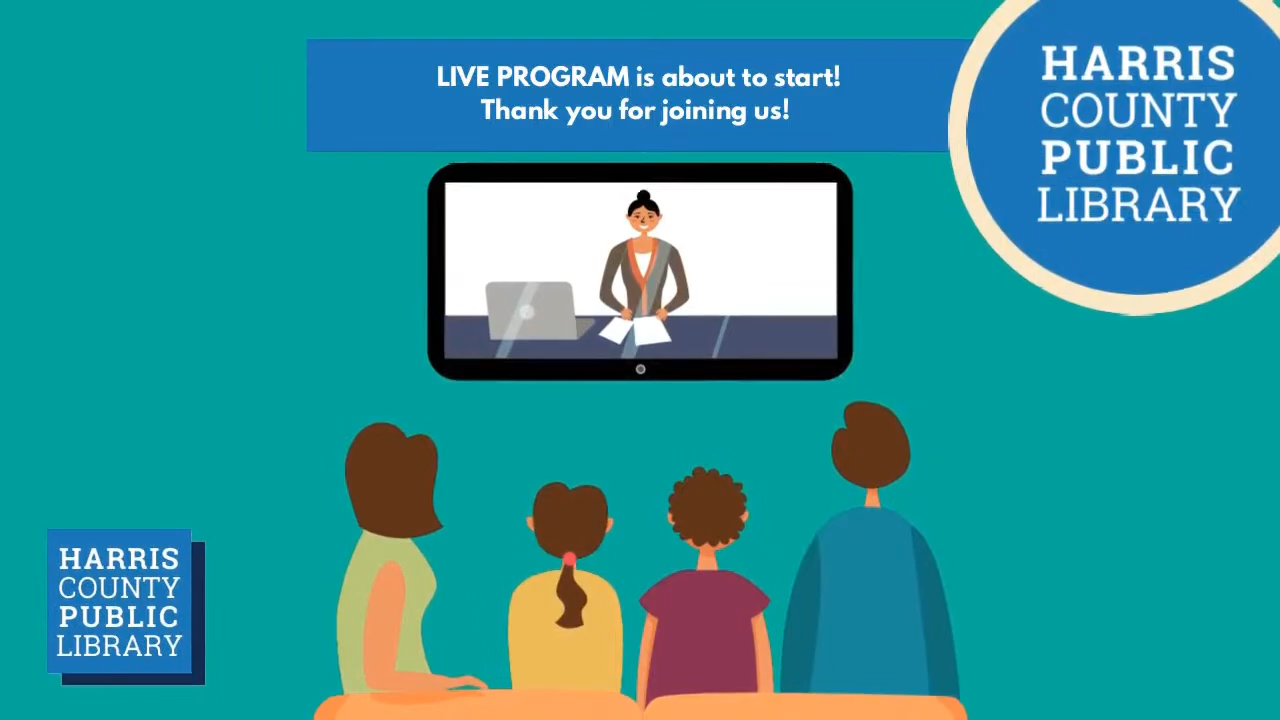 LIVE PROGRAM is about to start!
Thank you for joining us!
HARRIS
COUNTY
PUBLIC
LIBRARY
HARRIS
COUNTY
PUBLIC
LIBRARY